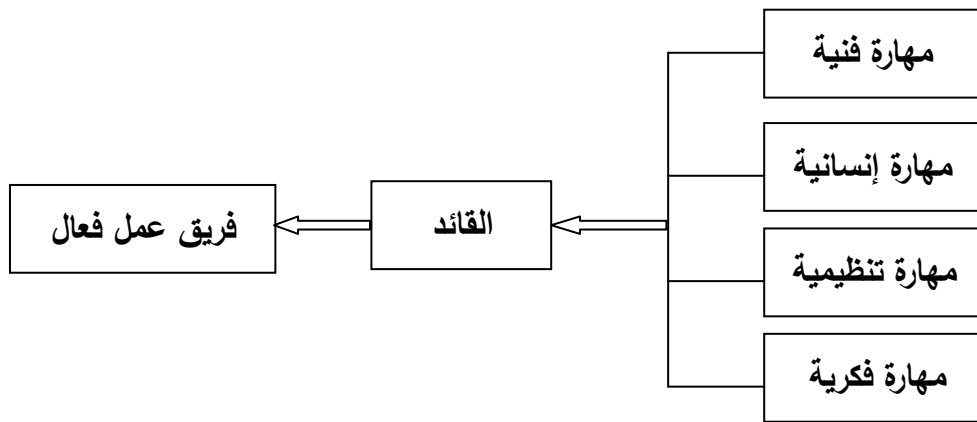 مهارة فنية
مهارة إنسانية
مهارة تنظيمية
مهارة فكرية
القائد
فريق عمل فعال